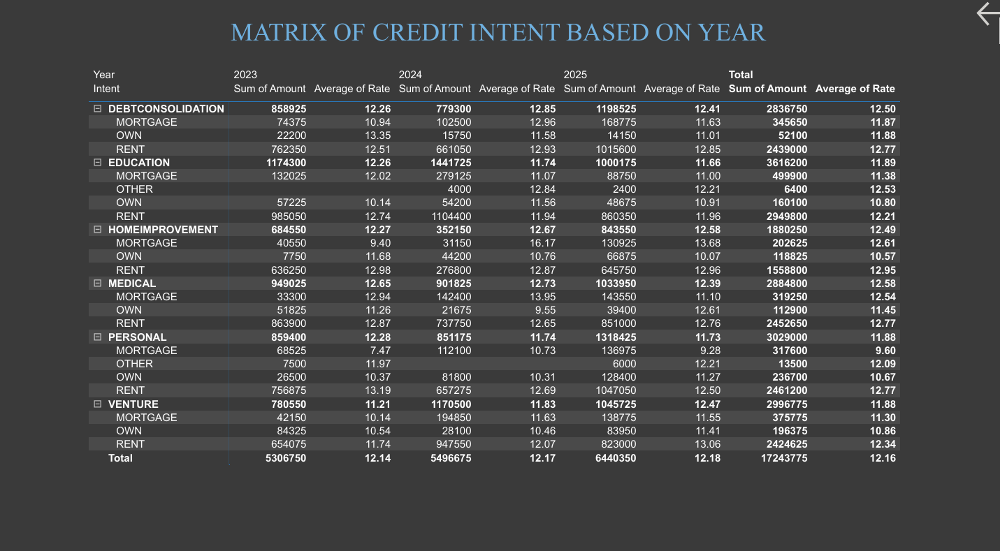 MATRIX OF CREDIT INTENT BASED ON YEAR
Year 2023 2024 2025 Total
Intent Sum of Amount Average of Rate Sum of Amount Average of Rate Sum of Amount Average of Rate Sum of Amount Average of Rate
DEBTCONSOLIDATION 858925 12.26 779300 12.85 1198525 12.41 2836750 12.50
MORTGAGE 74375 10.94 102500 12.96 168775 11.63 345650 11.87
OWN 22200 13.35 15750 11.58 14150 11.01 52100 11.88
RENT 762350 12.51 661050 12.93 1015600 12.85 2439000 12.77
EDUCATION 1174300 12.26 1441725 11.74 1000175 11.66 3616200 11.89
MORTGAGE 132025 12.02 279125 11.07 88750 11.00 499900 11.38
OTHER 4000 12.84 2400 12.21 6400 12.53
OWN 57225 10.14 54200 11.56 48675 10.91 160100 10.80
RENT 985050 12.74 1104400 11.94 860350 11.96 2949800 12.21
HOMEIMPROVEMENT 684550 12.27 352150 12.67 843550 12.58 1880250 12.49
MORTGAGE 40550 9.40 31150 16.17 130925 13.68 202625 12.61
OWN 7750 11.68 44200 10.76 66875 10.07 118825 10.57
RENT 636250 12.98 276800 12.87 645750 12.96 1558800 12.95
MEDICAL 949025 12.65 901825 12.73 1033950 12.39 2884800 12.58
MORTGAGE 33300 12.94 142400 13.95 143550 11.10 319250 12.54
OWN 51825 11.26 21675 9.55 39400 12.61 112900 11.45
RENT 863900 12.87 737750 12.65 851000 12.76 2452650 12.77
PERSONAL 859400 12.28 851175 11.74 1318425 11.73 3029000 11.88
MORTGAGE 68525 7.47 112100 10.73 136975 9.28 317600 9.60
OTHER 7500 11.97 6000 12.21 13500 12.09
OWN 26500 10.37 81800 10.31 128400 11.27 236700 10.67
RENT 756875 13.19 657275 12.69 1047050 12.50 2461200 12.77
VENTURE 780550 11.21 1170500 11.83 1045725 12.47 2996775 11.88
MORTGAGE 42150 10.14 194850 11.63 138775 11.55 375775 11.30
OWN 84325 10.54 28100 10.46 83950 11.41 196375 10.86
RENT 654075 11.74 947550 12.07 823000 13.06 2424625 12.34
Total 5306750 12.14 5496675 12.17 6440350 12.18 17243775 12.16